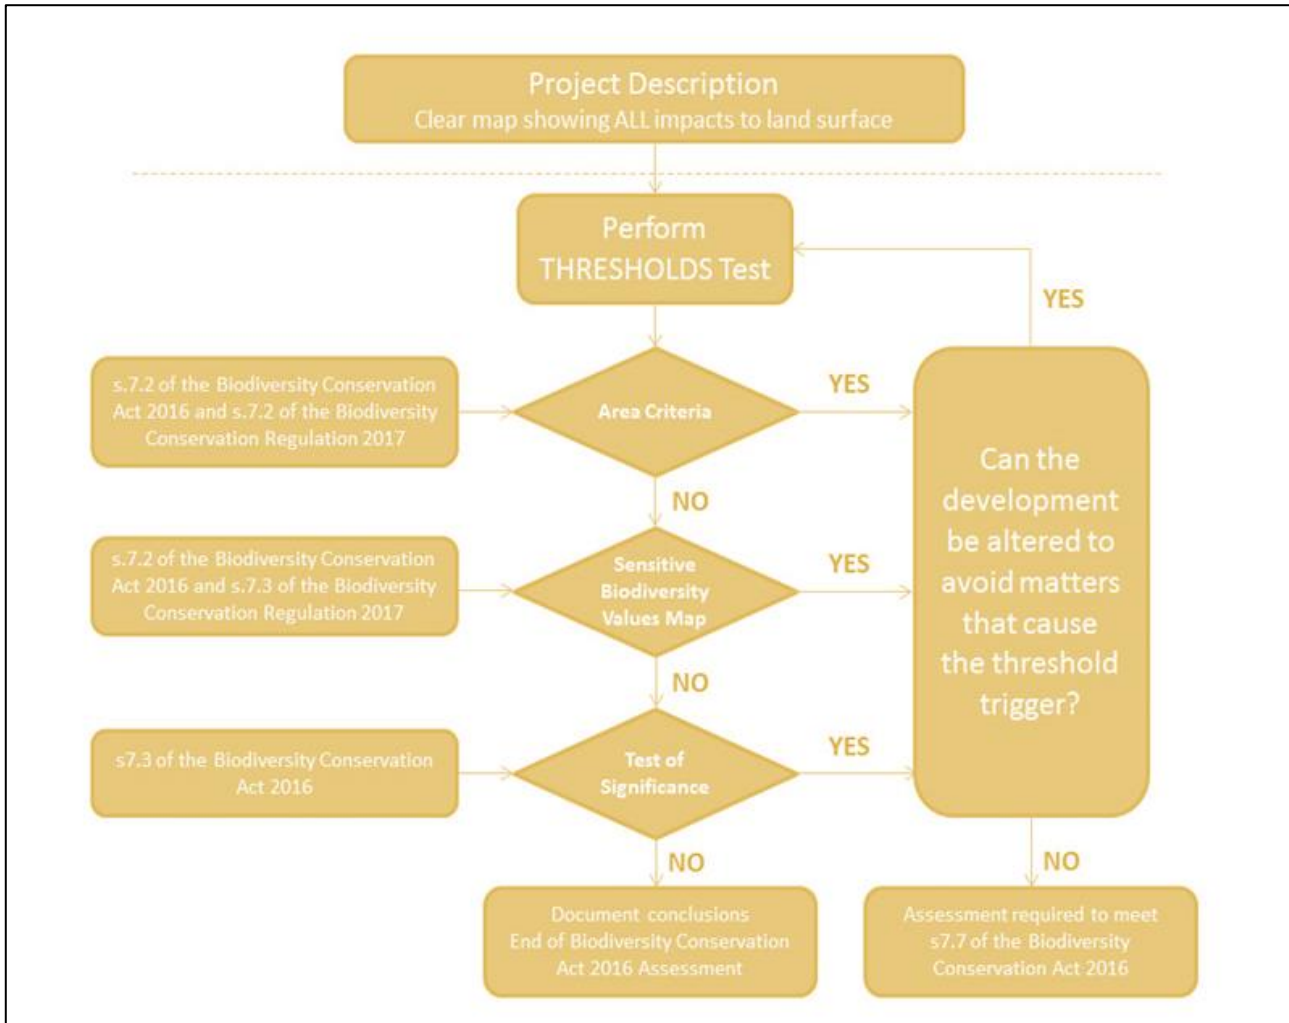 Project Description
Clear map showing ALL impacts to land surface
Perform
THRESHOLDS Test
YES
s.7.2 of the Biodiversity Conservation
Act 2016 and s.7.2 of the Biodiversity
Conservation Regulation 2017
Area Criteria
YES
NO
Can the
development
be altered to
avoid matters
that cause
the threshold
trigger?
s.7.2 of the Biodiversity Conservation
Act 2016 and s.7.3 of the Biodiversity
Conservation Regulation 2017
Sensitive
Biodiversity
Values Map
YES
NO
s7.3 of the Biodiversity Conservation
Act 2016
Test of
Significance
YES
NO
NO
Document conclusions
End of Biodiversity Conservation
Act 2016 Assessment
Assessment required to meet
s7.7 of the Biodiversity
Conservation Act 2016